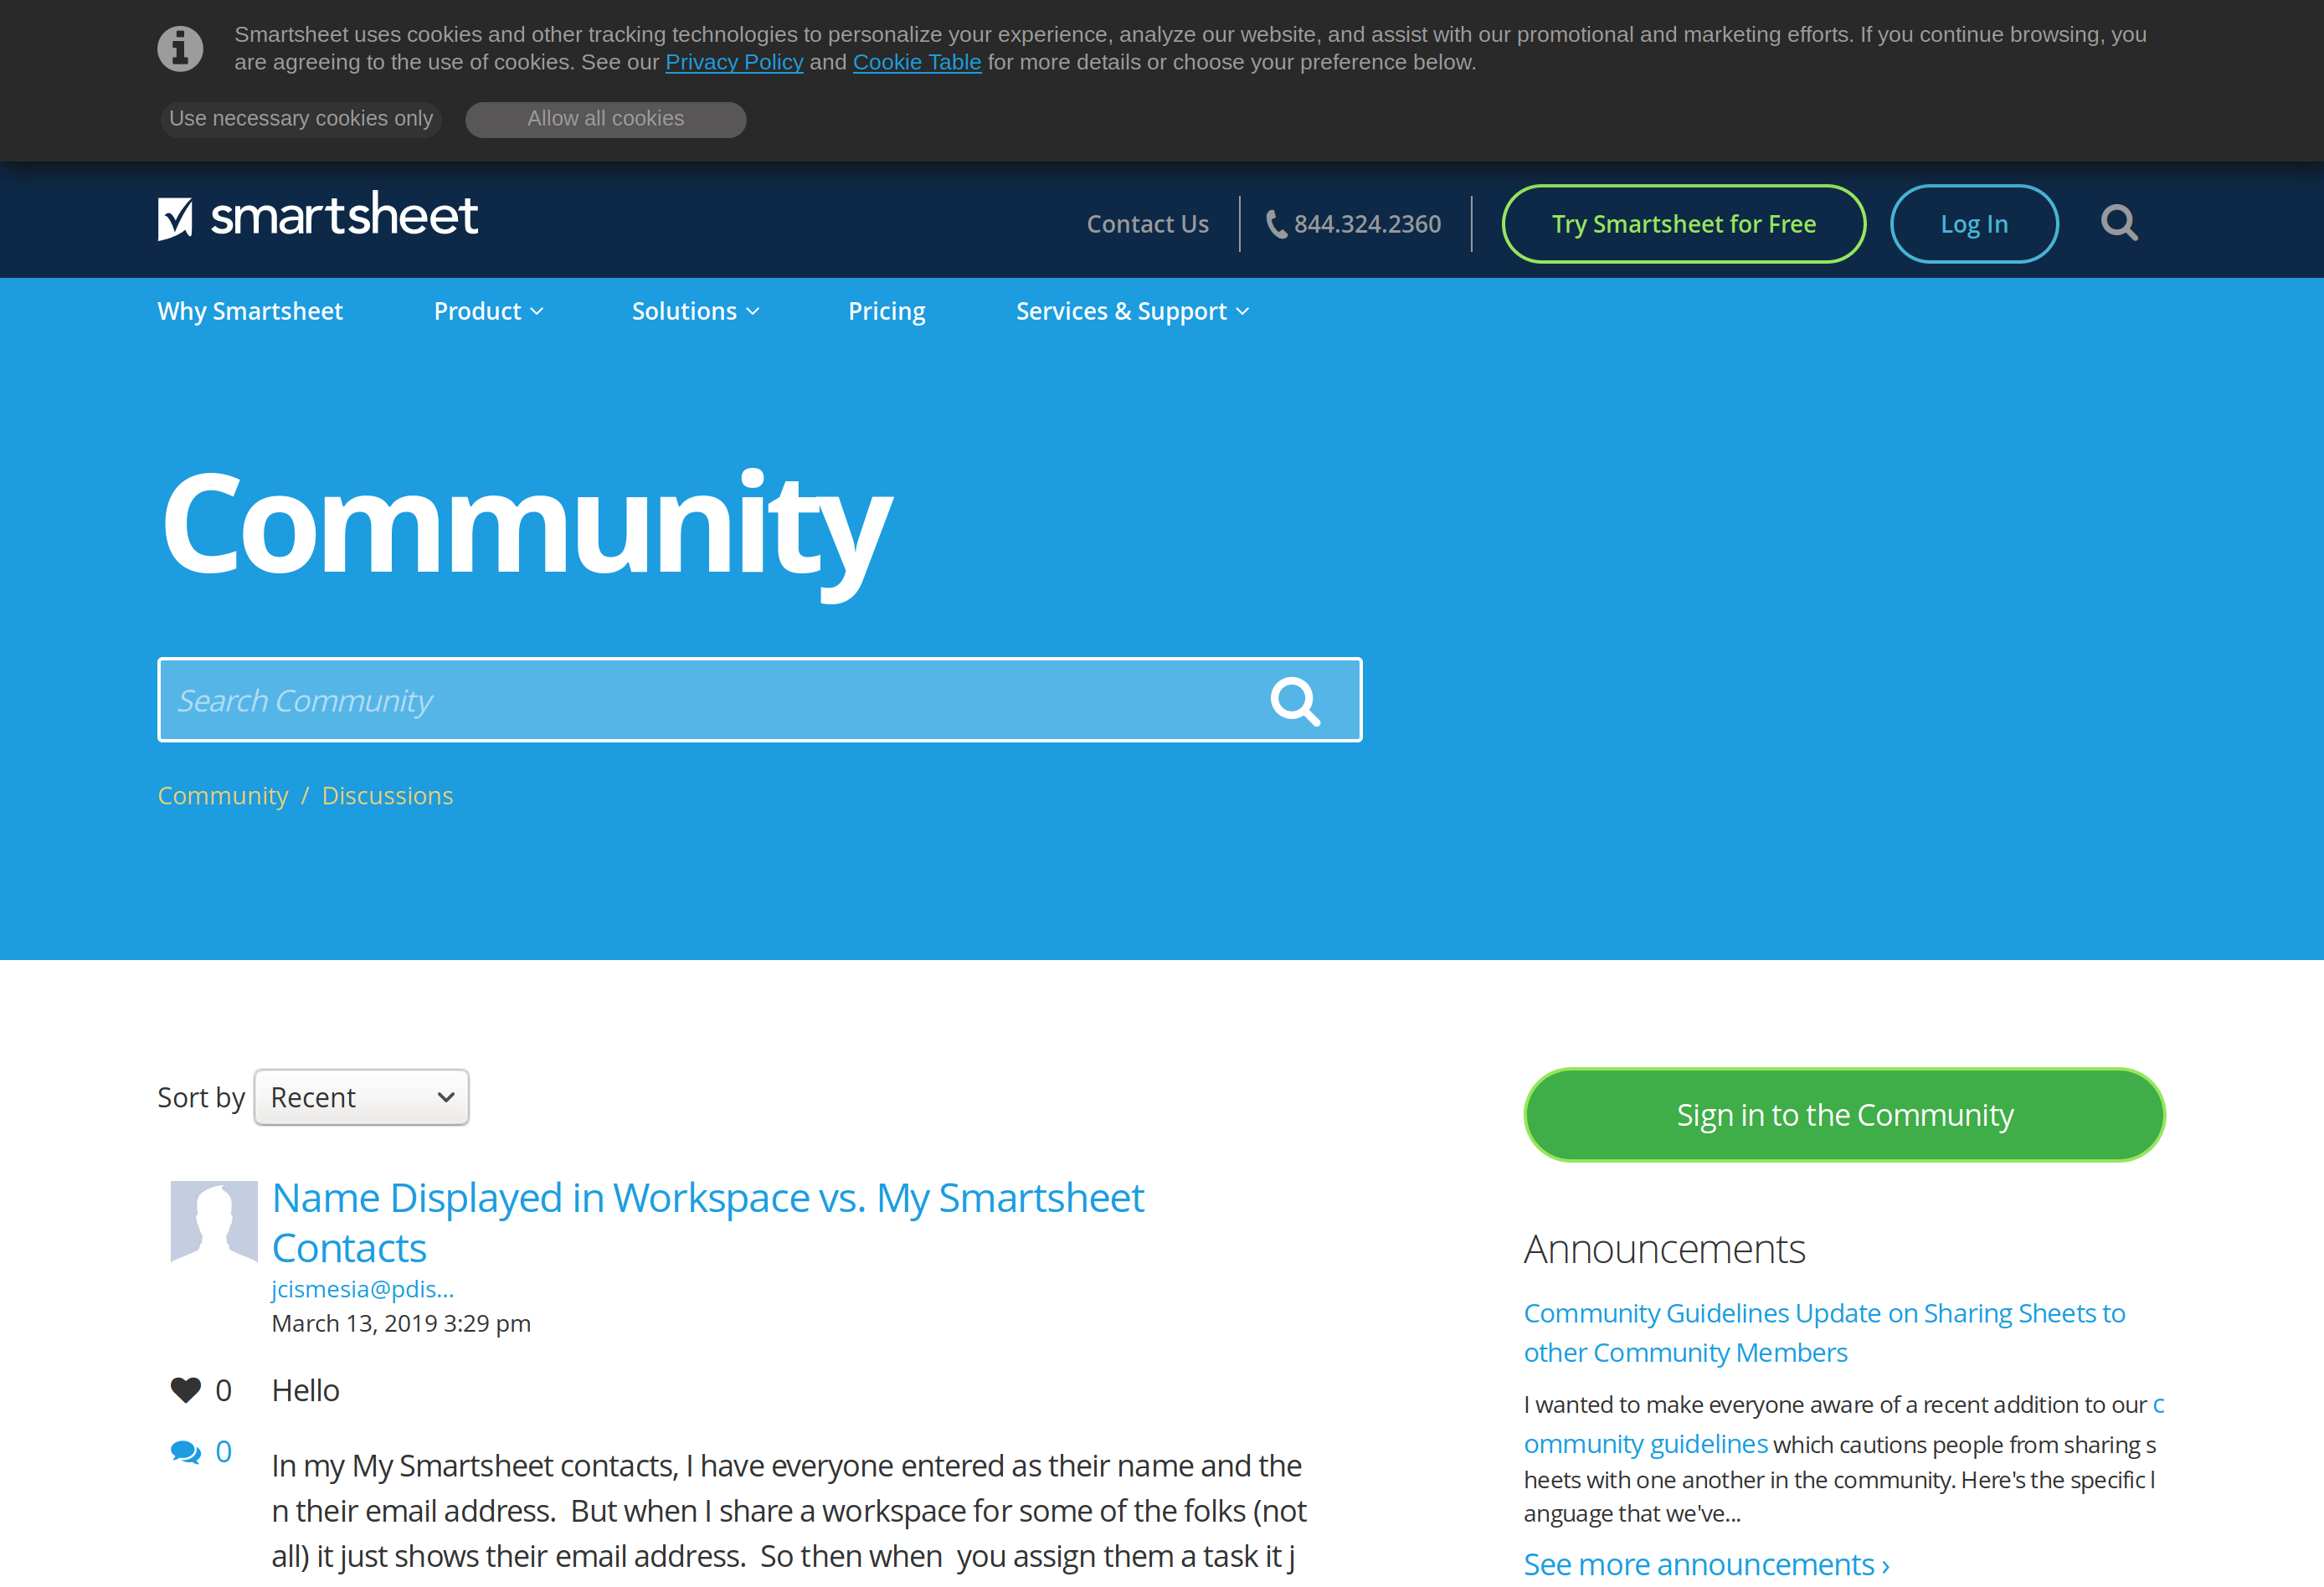 Smartsheet uses cookies and other tracking technologies to personalize your experience, analyze our website, and assist with our promotional and marketing efforts. If you continue browsing, you
are agreeing to the use of cookies. See our Privacy Policy and Cookie Table for more details or choose your preference below.
Use necessary cookies only
Allow all cookies
smartsheet
Contact Us
844.324.2360
Try Smartsheet for Free
Log In
Why Smartsheet
Product
Solutions
Pricing
Services & Support
Community
Search Community
Community / Discussions
Sort by
Recent
Name Displayed in Workspace vs. My Smartsheet
Contacts
jcismesia@pdis...
March 13, 2019 3:29 pm
0
Hello
0
In my My Smartsheet contacts, I have everyone entered as their name and the
n their email address.  But when I share a workspace for some of the folks (not
all) it just shows their email address.  So then when  you assign them a task it j
Sign in to the Community
Announcements
Community Guidelines Update on Sharing Sheets to
other Community Members
I wanted to make everyone aware of a recent addition to our c
ommunity guidelines which cautions people from sharing s
heets with one another in the community. Here's the specific l
anguage that we've...
See more announcements ›